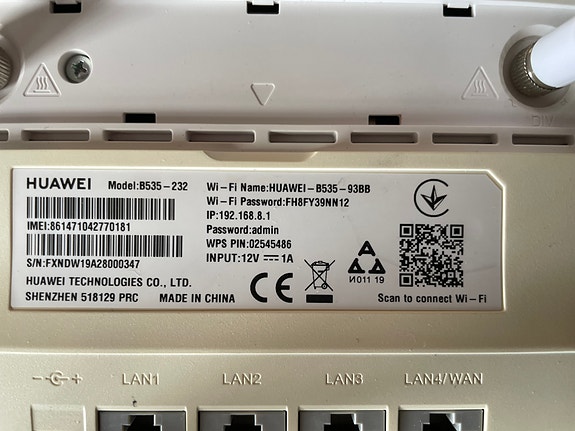 HUAWEI Model:B535-232
IMEI:861471042770181
S/N:FXNDW19A28000347
HUAWEI TECHNOLOGIES CO., LTD.
SHENZHEN 518129 PRC MADE IN CHINA
Wi-Fi Name:HUAWEI-B535-93BB
Wi-Fi Password:FH8FY39NN12
IP:192.168.8.1
Password:admin
WPS PIN:02545486
INPUT:12V ⎓ 1A
CE
И011 19
Scan to connect Wi-Fi
LAN1 LAN2 LAN3 LAN4/WAN